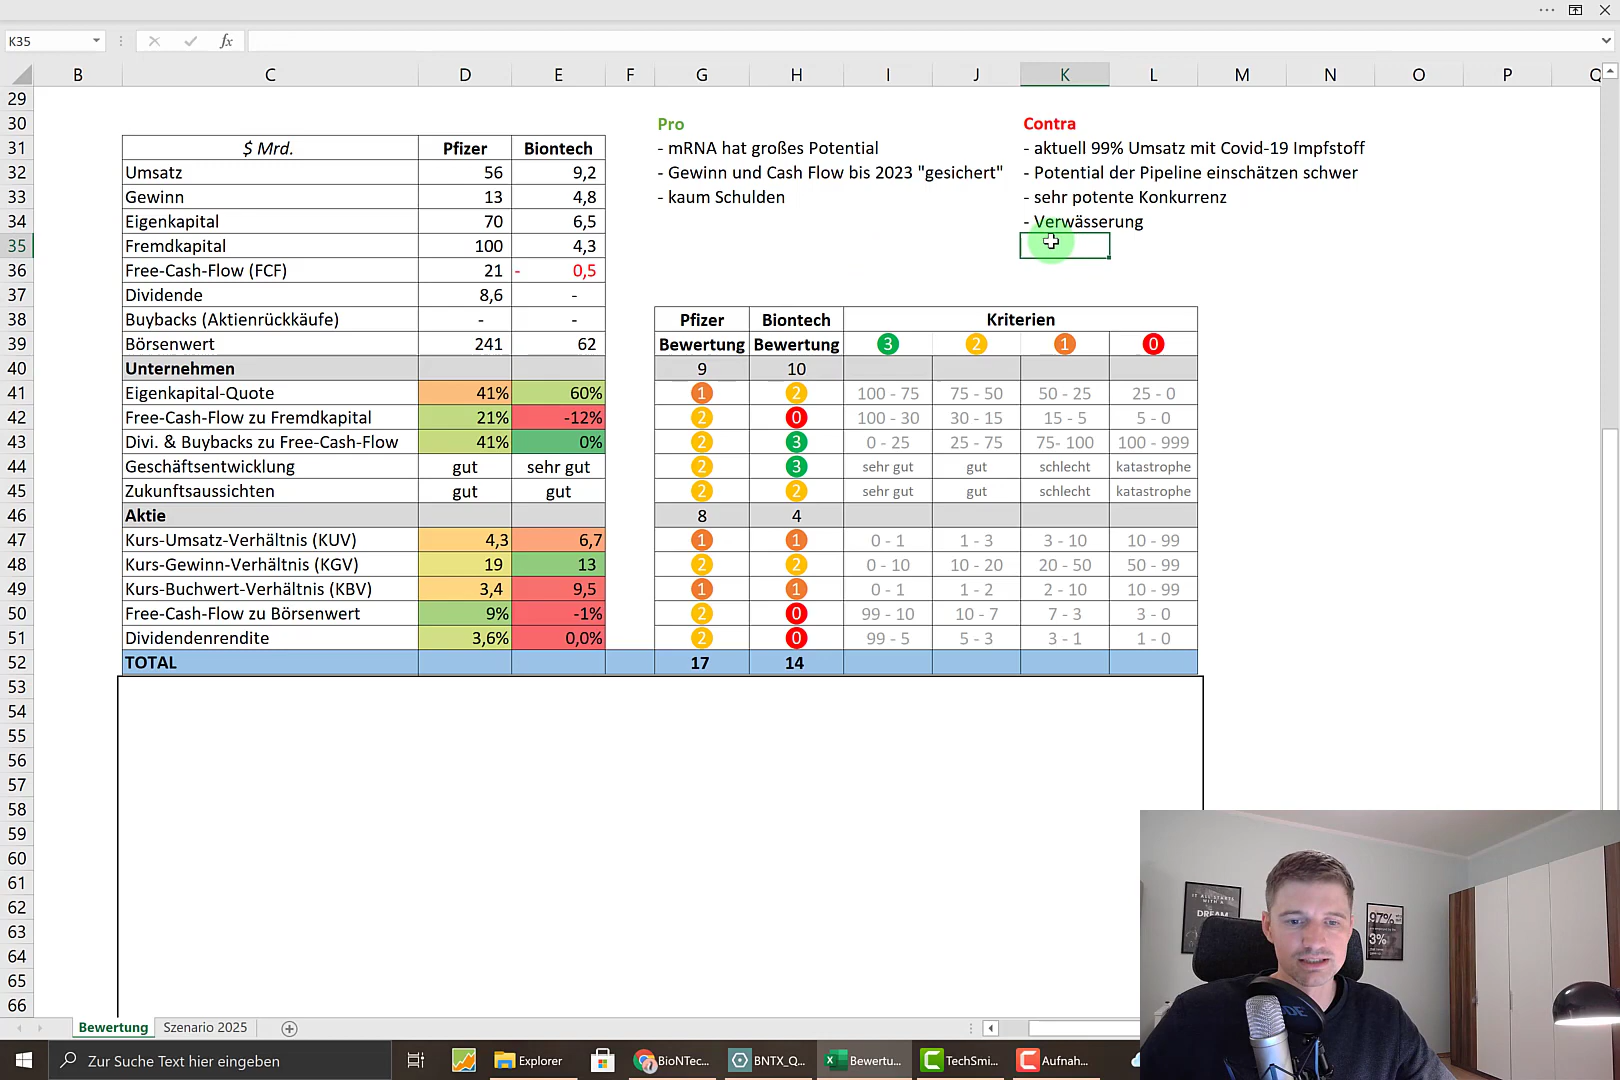 K35
fx
B C D E F G H I J K L M N O P Q
29
30 Pro Contra
31 $ Mrd. Pfizer Biontech - mRNA hat großes Potential - aktuell 99% Umsatz mit Covid-19 Impfstoff
32 Umsatz 56 9,2 - Gewinn und Cash Flow bis 2023 "gesichert" - Potential der Pipeline einschätzen schwer
33 Gewinn 13 4,8 - kaum Schulden - sehr potente Konkurrenz
34 Eigenkapital 70 6,5 - Verwässerung
35 Fremdkapital 100 4,3
36 Free-Cash-Flow (FCF) 21 - 0,5
37 Dividende 8,6 -
38 Buybacks (Aktienrückkäufe) - - Pfizer Biontech Kriterien
39 Börsenwert 241 62 Bewertung Bewertung 3 2 1 0
40 Unternehmen 9 10
41 Eigenkapital-Quote 41% 60% 1 2 100 - 75 75 - 50 50 - 25 25 - 0
42 Free-Cash-Flow zu Fremdkapital 21% -12% 2 0 100 - 30 30 - 15 15 - 5 5 - 0
43 Divi. & Buybacks zu Free-Cash-Flow 41% 0% 2 3 0 - 25 25 - 75 75- 100 100 - 999
44 Geschäftsentwicklung gut sehr gut 2 3 sehr gut gut schlecht katastrophe
45 Zukunftsaussichten gut gut 2 2 sehr gut gut schlecht katastrophe
46 Aktie 8 4
47 Kurs-Umsatz-Verhältnis (KUV) 4,3 6,7 1 1 0 - 1 1 - 3 3 - 10 10 - 99
48 Kurs-Gewinn-Verhältnis (KGV) 19 13 2 2 0 - 10 10 - 20 20 - 50 50 - 99
49 Kurs-Buchwert-Verhältnis (KBV) 3,4 9,5 1 1 0 - 1 1 - 2 2 - 10 10 - 99
50 Free-Cash-Flow zu Börsenwert 9% -1% 2 0 99 - 10 10 - 7 7 - 3 3 - 0
51 Dividendenrendite 3,6% 0,0% 2 0 99 - 5 5 - 3 3 - 1 1 - 0
52 TOTAL 17 14
53
54
55
56
57
58
59
60
61
62
63
64
65
66
IT ALL STARTS
WITH A
DREAM
97%
3%
Bewertung Szenario 2025
Zur Suche Text hier eingeben Explorer BioNTec... BNTX_Q... Bewertu... TechSmi... Aufnah...